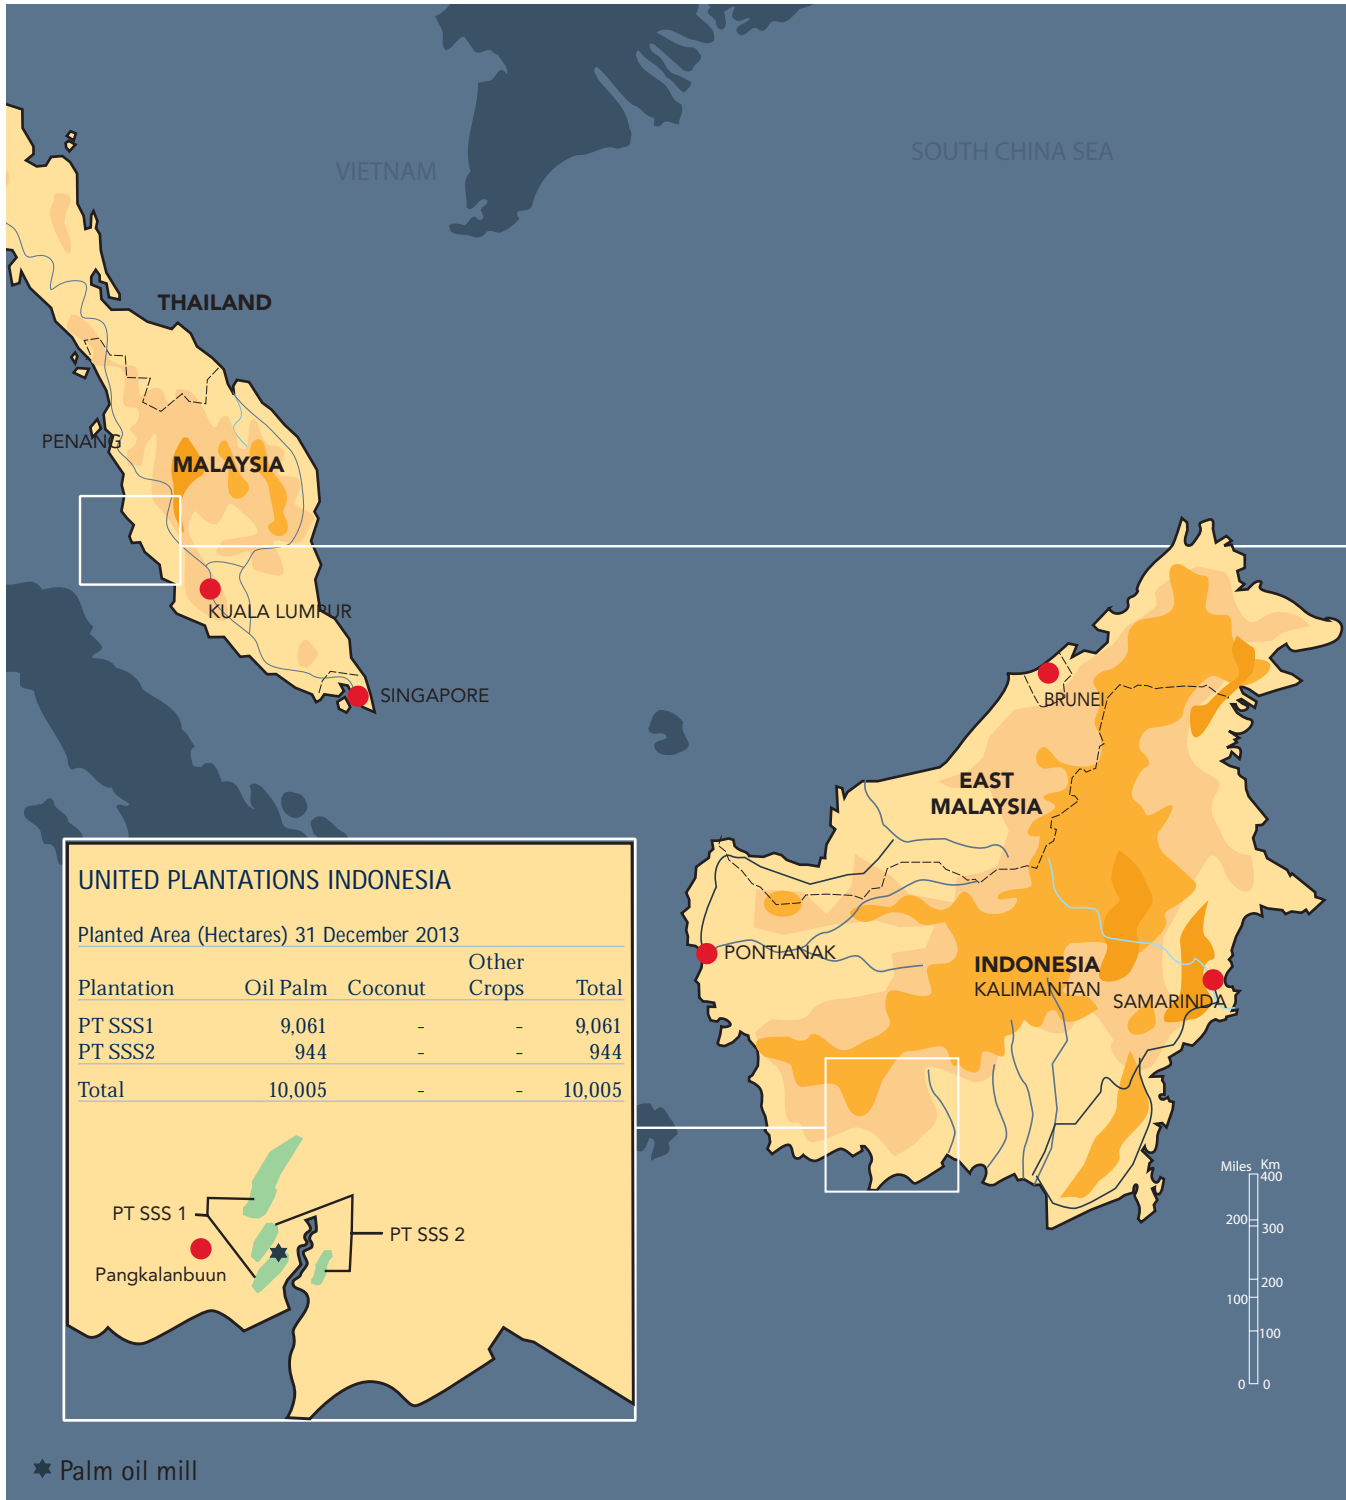 VIETNAM
SOUTH CHINA SEA
THAILAND
PENANG
MALAYSIA
KUALA LUMPUR
SINGAPORE
BRUNEI
EAST
MALAYSIA
PONTIANAK
INDONESIA
KALIMANTAN
SAMARINDA
UNITED PLANTATIONS INDONESIA
Planted Area (Hectares) 31 December 2013
Other
Plantation Oil Palm Coconut Crops Total
PT SSS1 9,061 - - 9,061
PT SSS2 944 - - 944
Total 10,005 - - 10,005
PT SSS 1
PT SSS 2
Pangkalanbuun
Miles Km
400
200 300
200
100
100
0 0
Palm oil mill